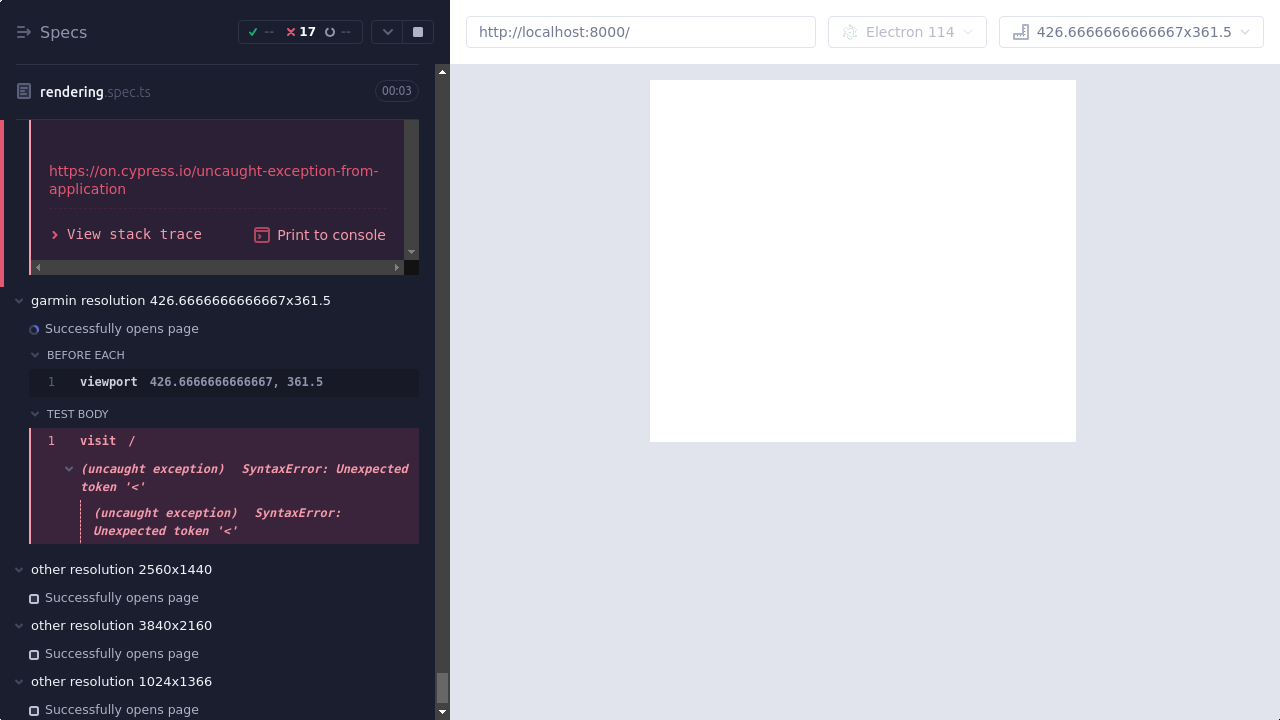 Specs
--
17
--
http://localhost:8000/
Electron 114
426.6666666666667x361.5
rendering.spec.ts
00:03
https://on.cypress.io/uncaught-exception-from-
application
View stack trace
Print to console
garmin resolution 426.6666666666667x361.5
Successfully opens page
BEFORE EACH
1 viewport 426.6666666666667, 361.5
TEST BODY
1 visit /
(uncaught exception) SyntaxError: Unexpected
token '<'
(uncaught exception) SyntaxError:
Unexpected token '<'
other resolution 2560x1440
Successfully opens page
other resolution 3840x2160
Successfully opens page
other resolution 1024x1366
Successfully opens page